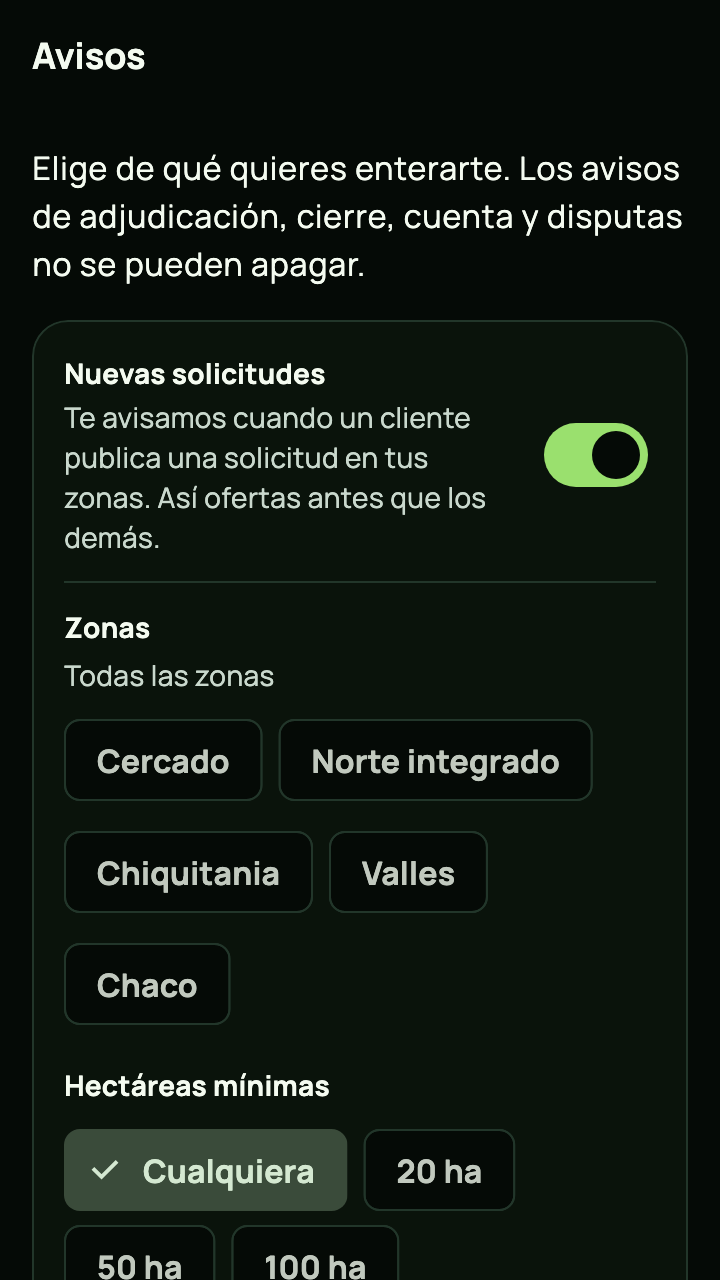 Avisos
Elige de qué quieres enterarte. Los avisos
de adjudicación, cierre, cuenta y disputas
no se pueden apagar.
Nuevas solicitudes
Te avisamos cuando un cliente
publica una solicitud en tus
zonas. Así ofertas antes que los
demás.
Zonas
Todas las zonas
Cercado
Norte integrado
Chiquitania
Valles
Chaco
Hectáreas mínimas
Cualquiera
20 ha
50 ha
100 ha